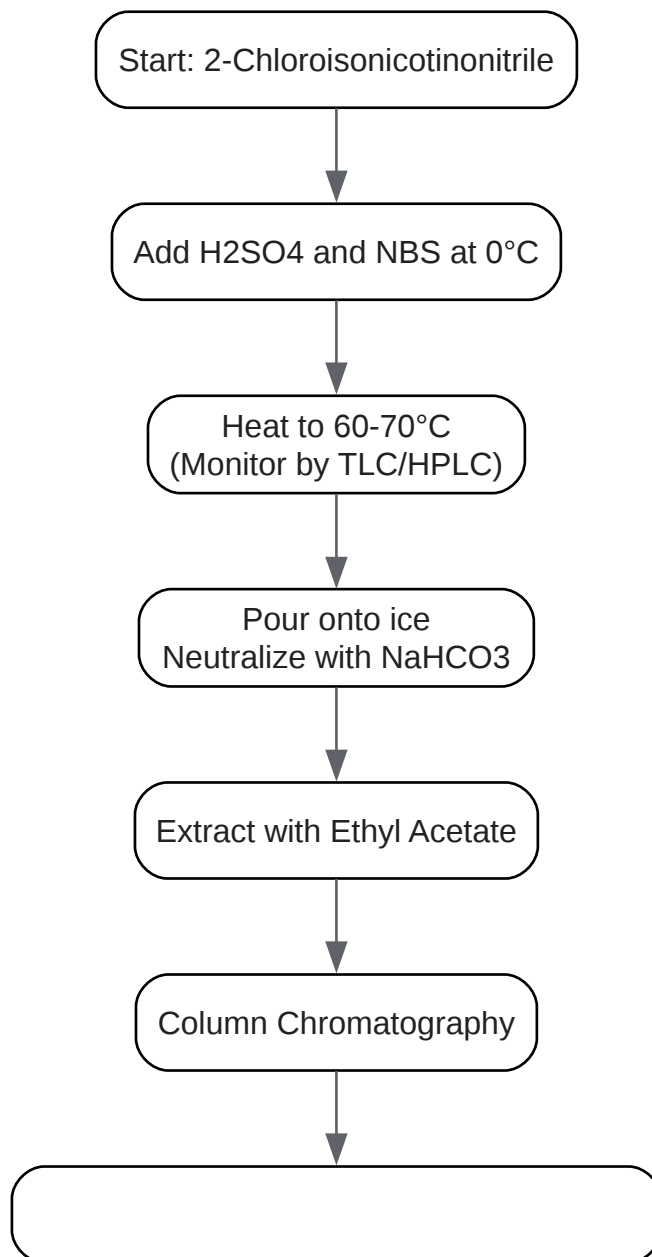 Start: 2-Chloroisonicotinonitrile
Add H2SO4 and NBS at 0°C
Heat to 60-70°C
(Monitor by TLC/HPLC)
Pour onto ice
Neutralize with NaHCO3
Extract with Ethyl Acetate
Column Chromatography